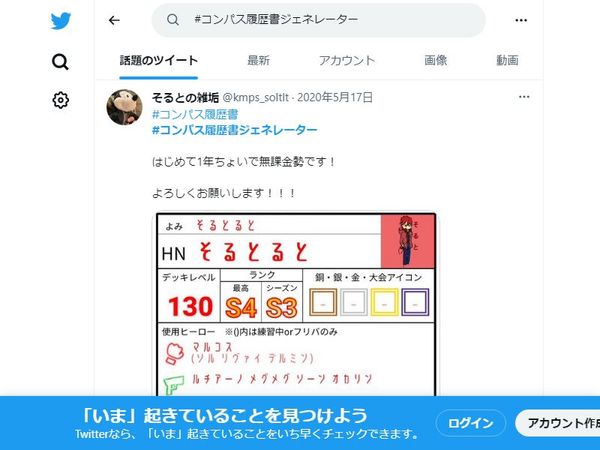 #コンパス履歴書ジェネレーター
話題のツイート 最新 アカウント 画像 動画
そるとの雑垢 @kmps_soltlt · 2020年5月17日
#コンパス履歴書
#コンパス履歴書ジェネレーター
はじめて1年ちょいで無課金勢です！
よろしくお願いします！！！
よみ そるとると
HN そるとると
そると
デッキレベル ランク 銅・銀・金・大会アイコン
最高 シーズン
130 S4 S3 - - - -
使用ヒーロー ※()内は練習中orフリバのみ
マルコス
(ソル リヴァイ テルミン)
ルチアーノ メグメグ ソーン オカリン
「いま」起きていることを見つけよう
Twitterなら、「いま」起きていることをいち早くチェックできます。
ログイン アカウント作成